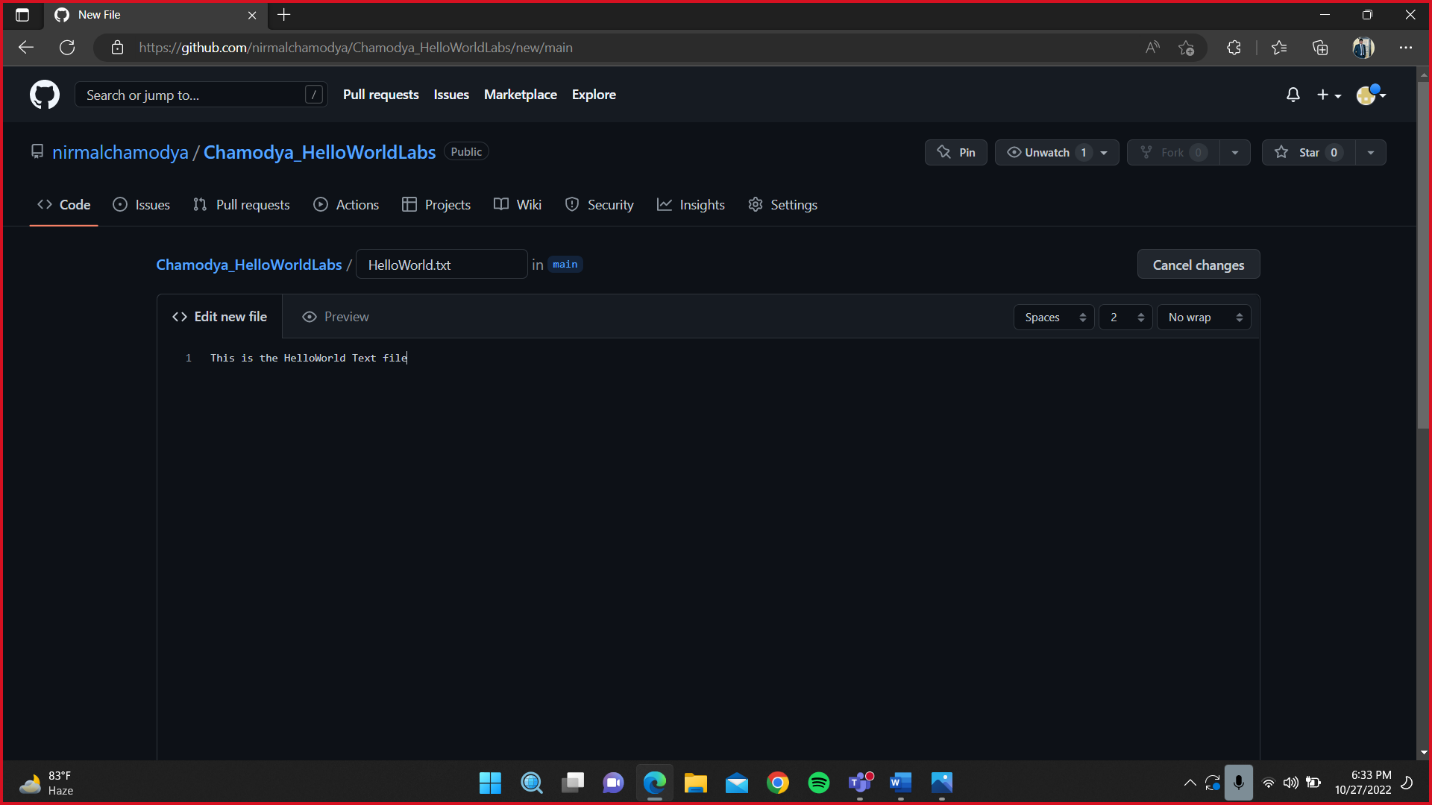 New File
https://github.com/nirmalchamodya/Chamodya_HelloWorldLabs/new/main
Search or jump to... /
Pull requests Issues Marketplace Explore
nirmalchamodya / Chamodya_HelloWorldLabs Public
Pin Unwatch 1 Fork 0 Star 0
Code Issues Pull requests Actions Projects Wiki Security Insights Settings
Chamodya_HelloWorldLabs / HelloWorld.txt in main Cancel changes
Edit new file Preview Spaces 2 No wrap
1 This is the HelloWorld Text file
83°F
Haze
6:33 PM
10/27/2022